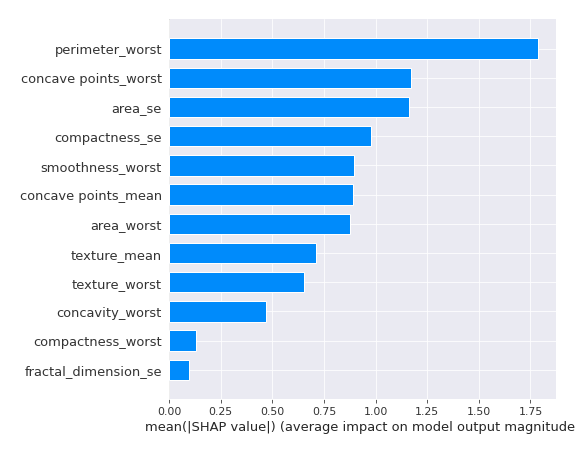 perimeter_worst
concave points_worst
area_se
compactness_se
smoothness_worst
concave points_mean
area_worst
texture_mean
texture_worst
concavity_worst
compactness_worst
fractal_dimension_se
0.00 0.25 0.50 0.75 1.00 1.25 1.50 1.75
mean(|SHAP value|) (average impact on model output magnitude